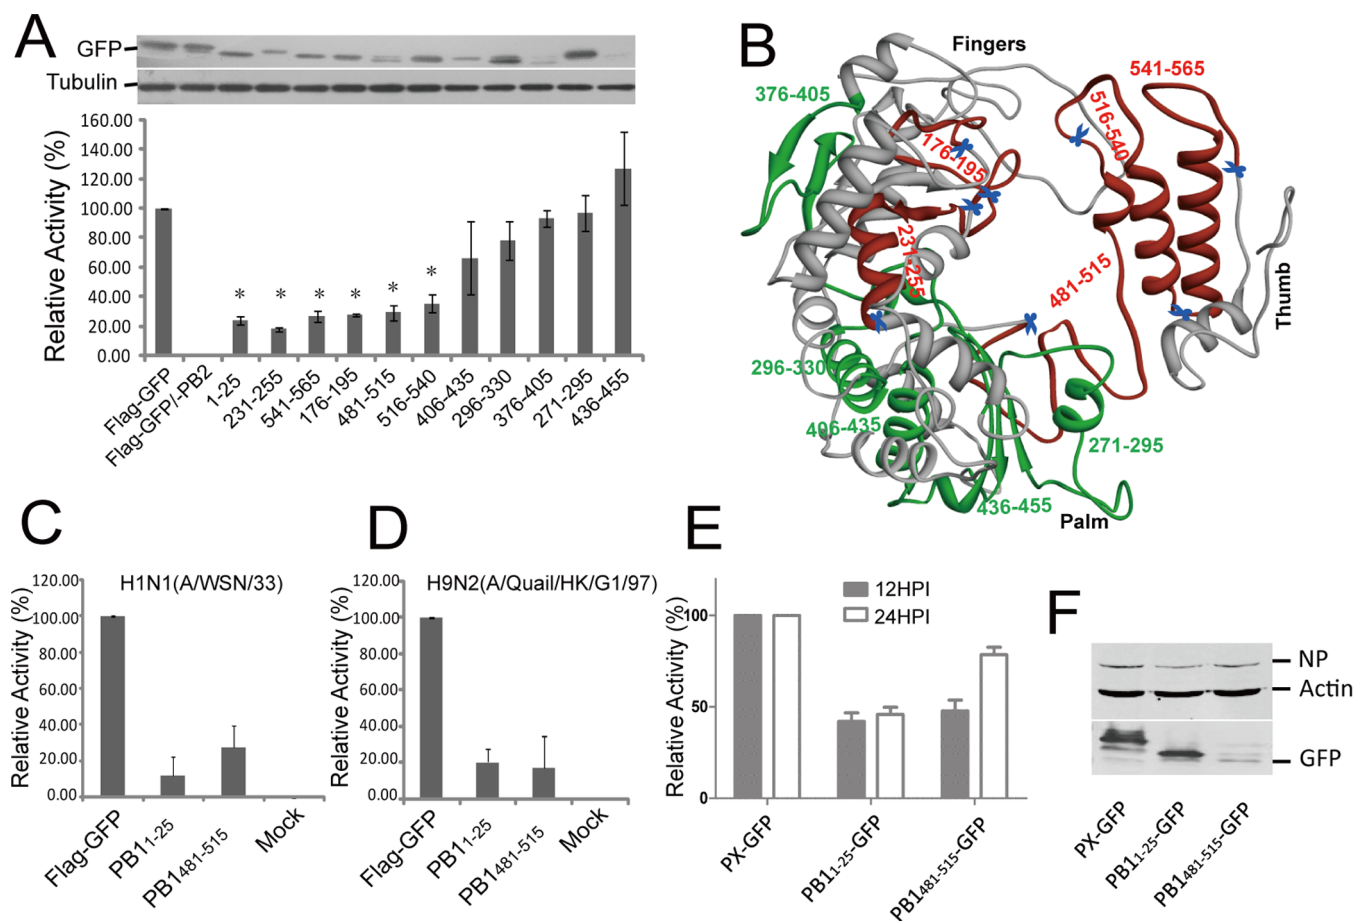 A
GFP
Tubulin
160.00
140.00
120.00
100.00
80.00
60.00
40.00
20.00
0.00
Relative Activity (%)
* * * * * *
Flag-GFP
Flag-GFP/-PB2
1-25
231-255
541-565
176-195
481-515
516-540
406-435
296-330
376-405
271-295
436-455
B
Fingers
541-565
376-405
516-540
176-195
231-255
481-515
Thumb
296-330
406-435
271-295
436-455
Palm
C
H1N1(A/WSN/33)
120.00
100.00
80.00
60.00
40.00
20.00
0.00
Relative Activity (%)
Flag-GFP
PB11-25
PB1481-515
Mock
D
H9N2(A/Quail/HK/G1/97)
120.00
100.00
80.00
60.00
40.00
20.00
0.00
Relative Activity (%)
Flag-GFP
PB11-25
PB1481-515
Mock
E
12HPI
24HPI
100
50
0
Relative Activity (%)
PX-GFP
PB11-25-GFP
PB1481-515-GFP
F
NP
Actin
GFP
PX-GFP
PB11-25-GFP
PB1481-515-GFP